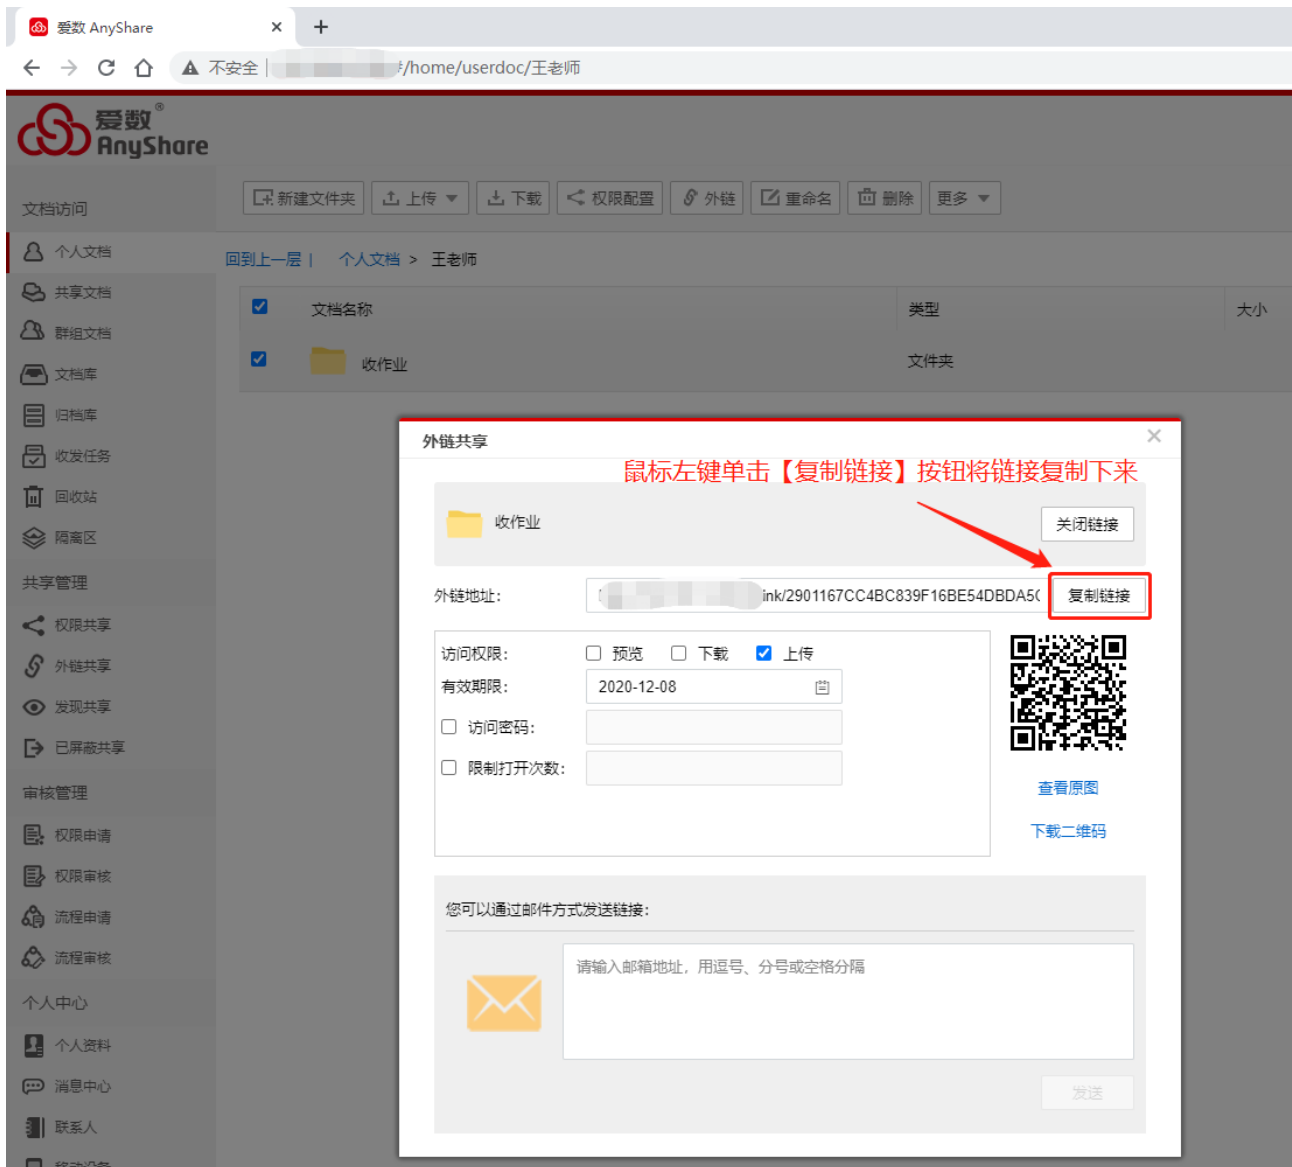 爱数 AnyShare
不安全
/home/userdoc/王老师
爱数®
AnyShare
文档访问
个人文档
共享文档
群组文档
文档库
归档库
收发任务
回收站
隔离区
共享管理
权限共享
外链共享
发现共享
已屏蔽共享
审核管理
权限申请
权限审核
流程申请
流程审核
个人中心
个人资料
消息中心
联系人
新建文件夹 上传 下载 权限配置 外链 重命名 删除 更多
回到上一层 | 个人文档 > 王老师
文档名称 类型 大小
收作业 文件夹
外链共享
鼠标左键单击【复制链接】按钮将链接复制下来
收作业 关闭链接
外链地址: ink/2901167CC4BC839F16BE54DBDA5C 复制链接
访问权限: 预览 下载 上传
有效期限: 2020-12-08
访问密码:
限制打开次数:
查看原图
下载二维码
您可以通过邮件方式发送链接:
请输入邮箱地址，用逗号、分号或空格分隔
发送